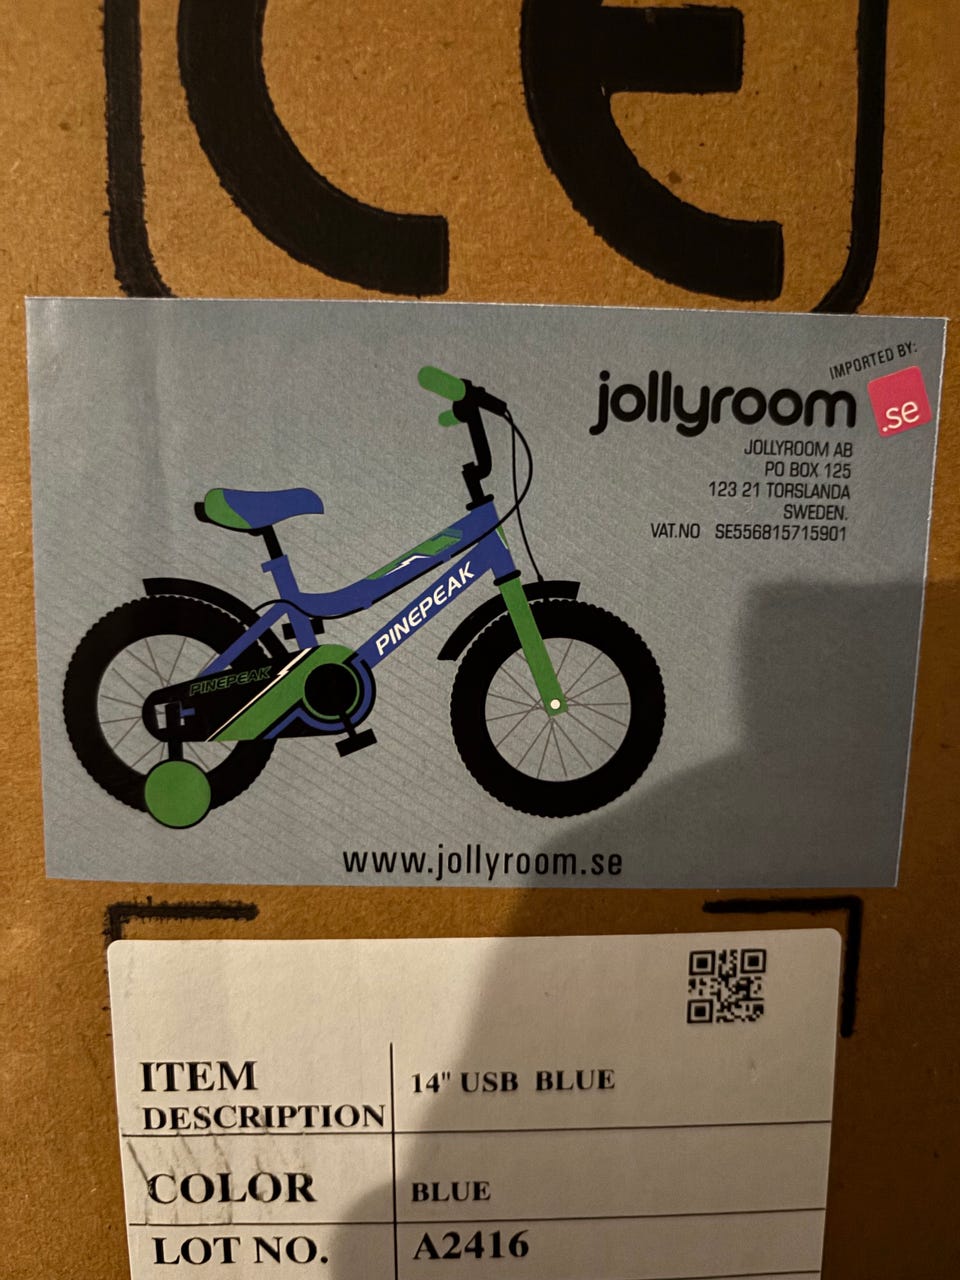 CE
IMPORTED BY:
jollyroom .se
JOLLYROOM AB
PO BOX 125
123 21 TORSLANDA
SWEDEN.
VAT.NO SE556815715901
PINEPEAK
PINEPEAK
www.jollyroom.se
ITEM DESCRIPTION 14" USB BLUE
COLOR BLUE
LOT NO. A2416